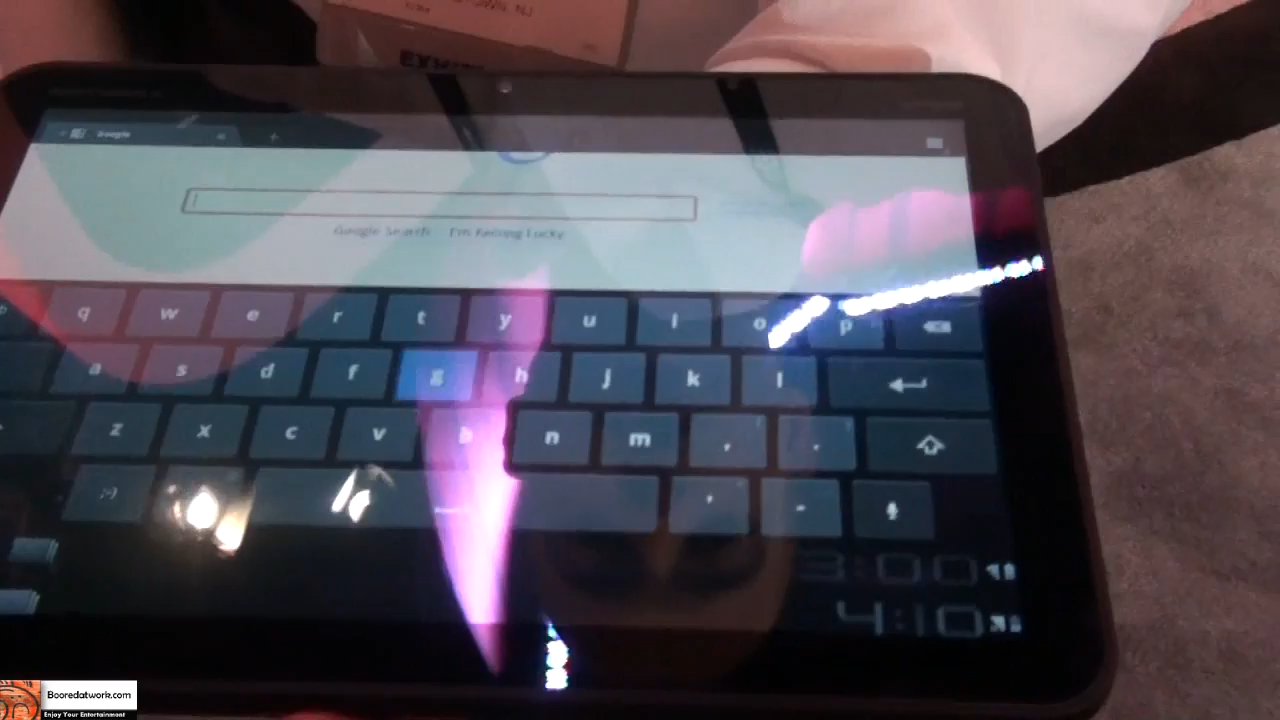 Google
Google Search I'm Feeling Lucky
q w e r t y u i o p
a s d f g h j k l
z x c v b n m , .
:-) ' -
3:00
4:10
Booredatwork.com
Enjoy Your Entertainment